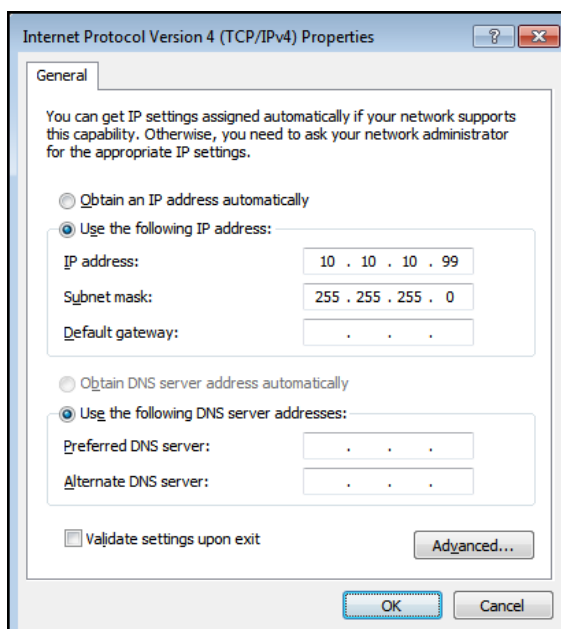 Internet Protocol Version 4 (TCP/IPv4) Properties
General
You can get IP settings assigned automatically if your network supports
this capability. Otherwise, you need to ask your network administrator
for the appropriate IP settings.
Obtain an IP address automatically
Use the following IP address:
IP address: 10 . 10 . 10 . 99
Subnet mask: 255 . 255 . 255 . 0
Default gateway: . . .
Obtain DNS server address automatically
Use the following DNS server addresses:
Preferred DNS server: . . .
Alternate DNS server: . . .
Validate settings upon exit
Advanced...
OK Cancel